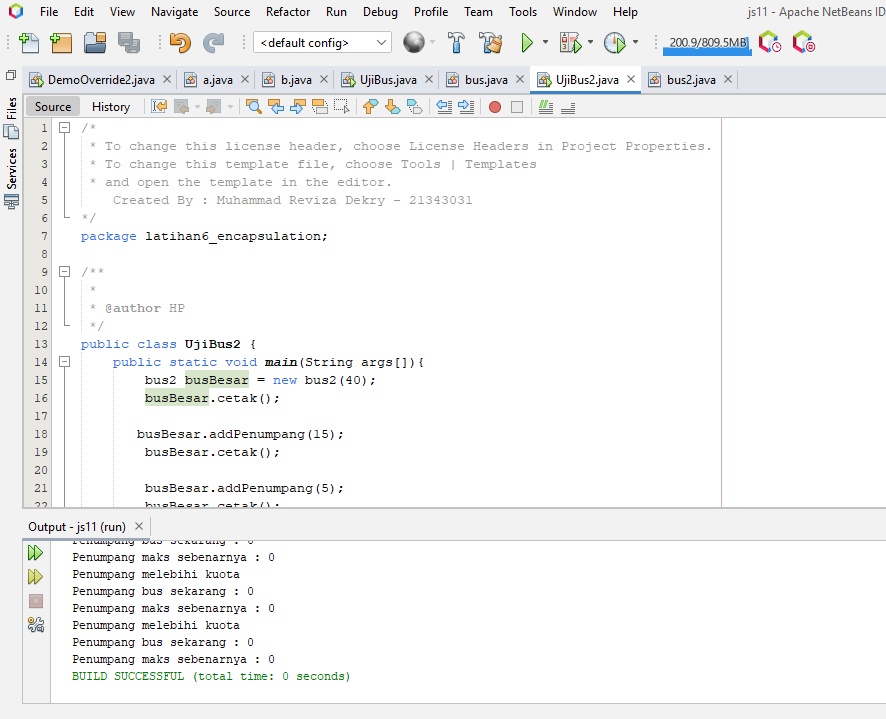 File Edit View Navigate Source Refactor Run Debug Profile Team Tools Window Help js11 - Apache NetBeans ID
<default config> 200.9/809.5MB
DemoOverride2.java a.java b.java UjiBus.java bus.java UjiBus2.java bus2.java
Files
Services
Source History
1 /*
2 * To change this license header, choose License Headers in Project Properties.
3 * To change this template file, choose Tools | Templates
4 * and open the template in the editor.
5 Created By : Muhammad Reviza Dekry - 21343031
6 */
7 package latihan6_encapsulation;
8
9 /**
10 *
11 * @author HP
12 */
13 public class UjiBus2 {
14 public static void main(String args[]){
15 bus2 busBesar = new bus2(40);
16 busBesar.cetak();
17
18 busBesar.addPenumpang(15);
19 busBesar.cetak();
20
21 busBesar.addPenumpang(5);
22 busBesar.cetak();
Output - js11 (run)
Penumpang bus sekarang : 0
Penumpang maks sebenarnya : 0
Penumpang melebihi kuota
Penumpang bus sekarang : 0
Penumpang maks sebenarnya : 0
Penumpang melebihi kuota
Penumpang bus sekarang : 0
Penumpang maks sebenarnya : 0
BUILD SUCCESSFUL (total time: 0 seconds)